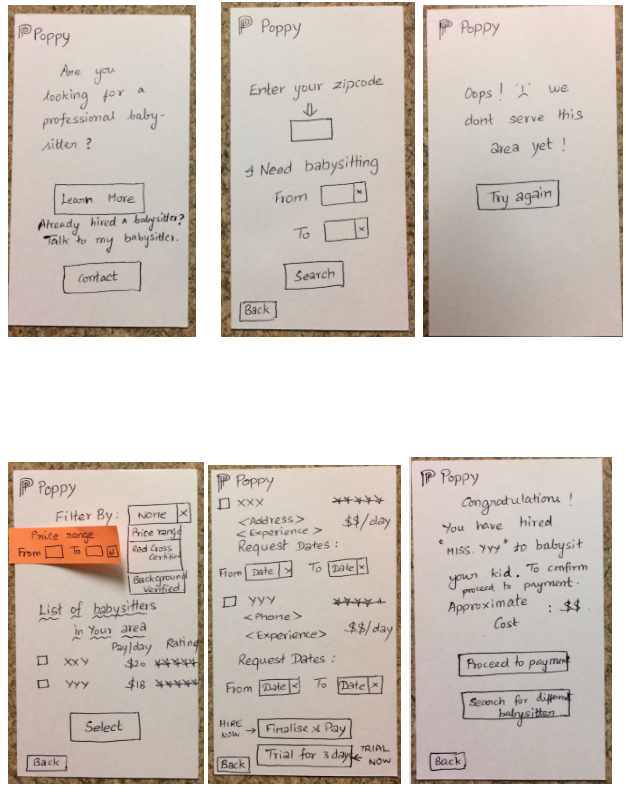 Poppy
Are you
looking for a
professional baby-
sitter ?
Learn More
Already hired a babysitter?
Talk to my babysitter.
Contact
Poppy
Enter your zipcode
I Need babysitting
From
To
Search
Back
Poppy
Oops! we
dont serve this
area yet !
Try again
Poppy
Filter By: None
Price range
From To
Price range
Red Cross
Certified
Background
Verified
List of babysitters
in Your area
Pay/day Rating
XXY $20 ★★★★★
YYY $18 ★★★★★
Select
Back
Poppy
XXX ★★★★★
<Address>
<Experience> $$/day
Request Dates :
From Date To Date
YYY ★★★★★
<Phone>
<Experience> $$/day
Request Dates :
From Date To Date
HIRE
NOW → Finalise & Pay
Trial for 3 day ← TRIAL
NOW
Back
Poppy
Congratulations !
You have hired
"MISS. YYY" to babysit
your kid. To cmfirm
proceed to payment.
Approximate : $$
Cost
Proceed to payment
Search for different
babysitter
Back